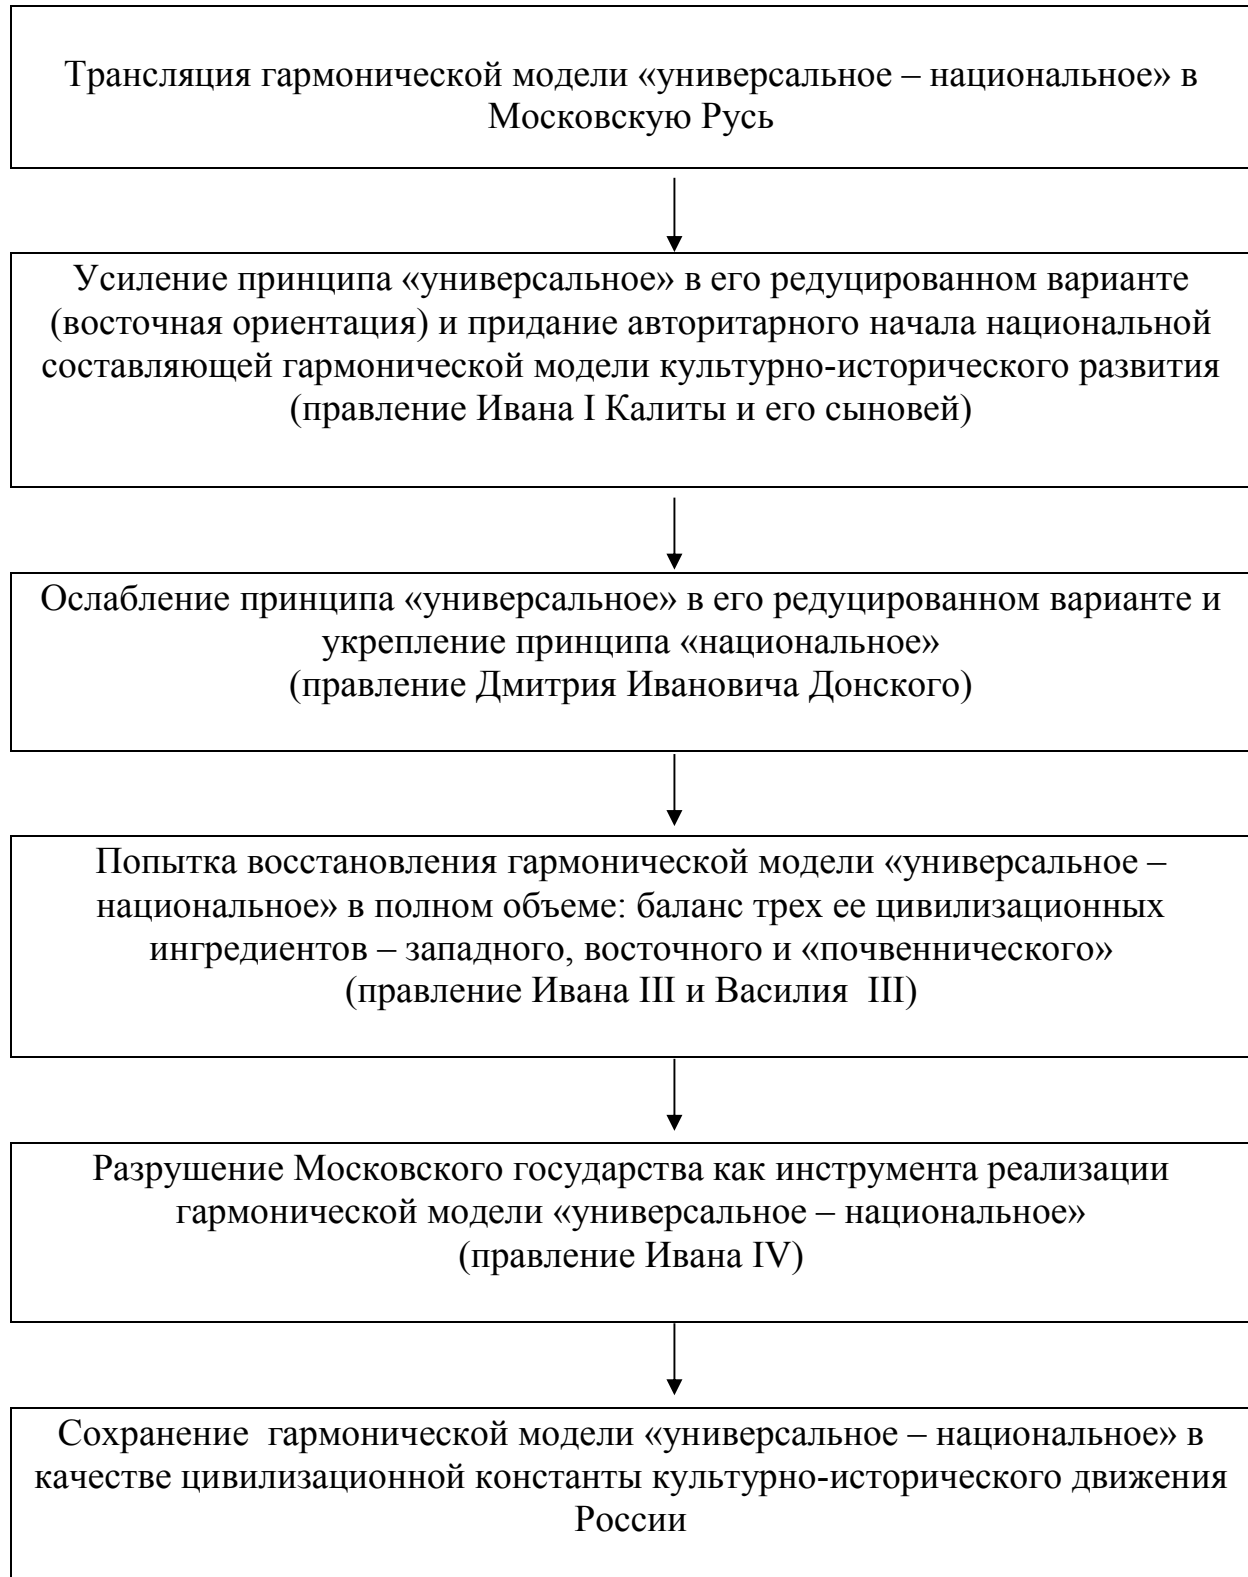 Трансляция гармонической модели «универсальное – национальное» в
Московскую Русь
Усиление принципа «универсальное» в его редуцированном варианте
(восточная ориентация) и придание авторитарного начала национальной
составляющей гармонической модели культурно-исторического развития
(правление Ивана I Калиты и его сыновей)
Ослабление принципа «универсальное» в его редуцированном варианте и
укрепление принципа «национальное»
(правление Дмитрия Ивановича Донского)
Попытка восстановления гармонической модели «универсальное –
национальное» в полном объеме: баланс трех ее цивилизационных
ингредиентов – западного, восточного и «почвеннического»
(правление Ивана III и Василия  III)
Разрушение Московского государства как инструмента реализации
гармонической модели «универсальное – национальное»
(правление Ивана IV)
Сохранение  гармонической модели «универсальное – национальное» в
качестве цивилизационной константы культурно-исторического движения
России